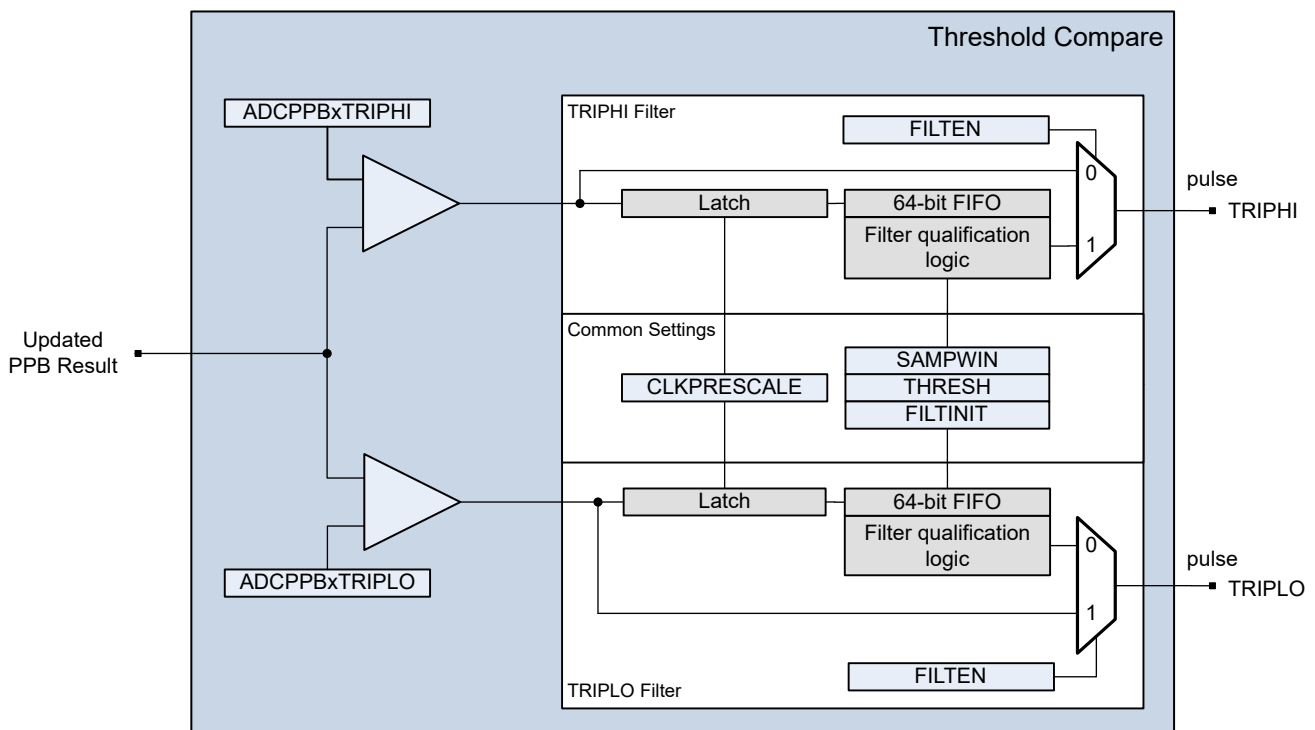 Threshold Compare
ADCPPBxTRIPHI
TRIPHI Filter
FILTEN
0
pulse
Latch
64-bit FIFO
TRIPHI
Filter qualification
logic
1
Updated
PPB Result
Common Settings
SAMPWIN
CLKPRESCALE
THRESH
FILTINIT
Latch
64-bit FIFO
Filter qualification
logic
0
pulse
ADCPPBxTRIPLO
TRIPLO
1
FILTEN
TRIPLO Filter